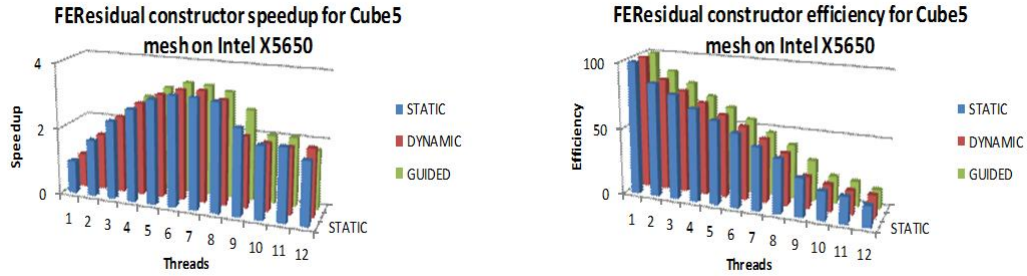 FEResidual constructor speedup for Cube5
mesh on Intel X5650
4
2
0
Speedup
1 2 3 4 5 6 7 8 9 10 11 12
Threads
STATIC
STATIC
DYNAMIC
GUIDED
FEResidual constructor efficiency for Cube5
mesh on Intel X5650
100
50
0
Efficiency
1 2 3 4 5 6 7 8 9 10 11 12
Threads
STATIC
STATIC
DYNAMIC
GUIDED